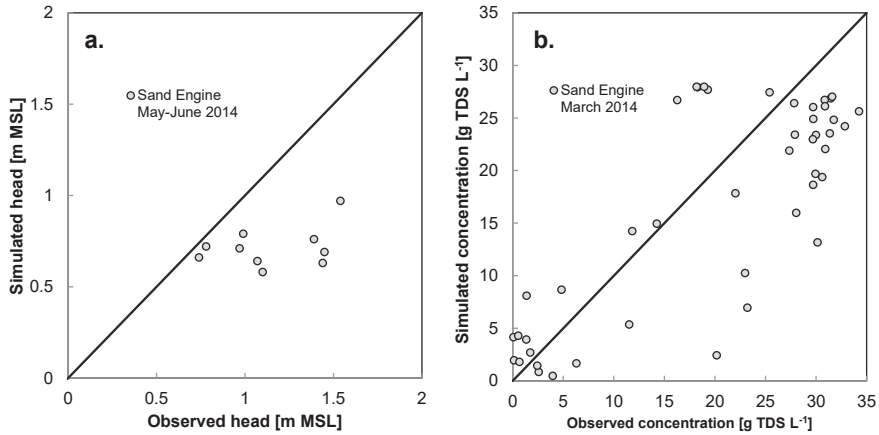 a.
Sand Engine
May-June 2014
Simulated head [m MSL]
2
1.5
1
0.5
0
0
0.5
1
1.5
2
Observed head [m MSL]
b.
Sand Engine
March 2014
Simulated concentration [g TDS L⁻¹]
35
30
25
20
15
10
5
0
0
5
10
15
20
25
30
35
Observed concentration [g TDS L⁻¹]